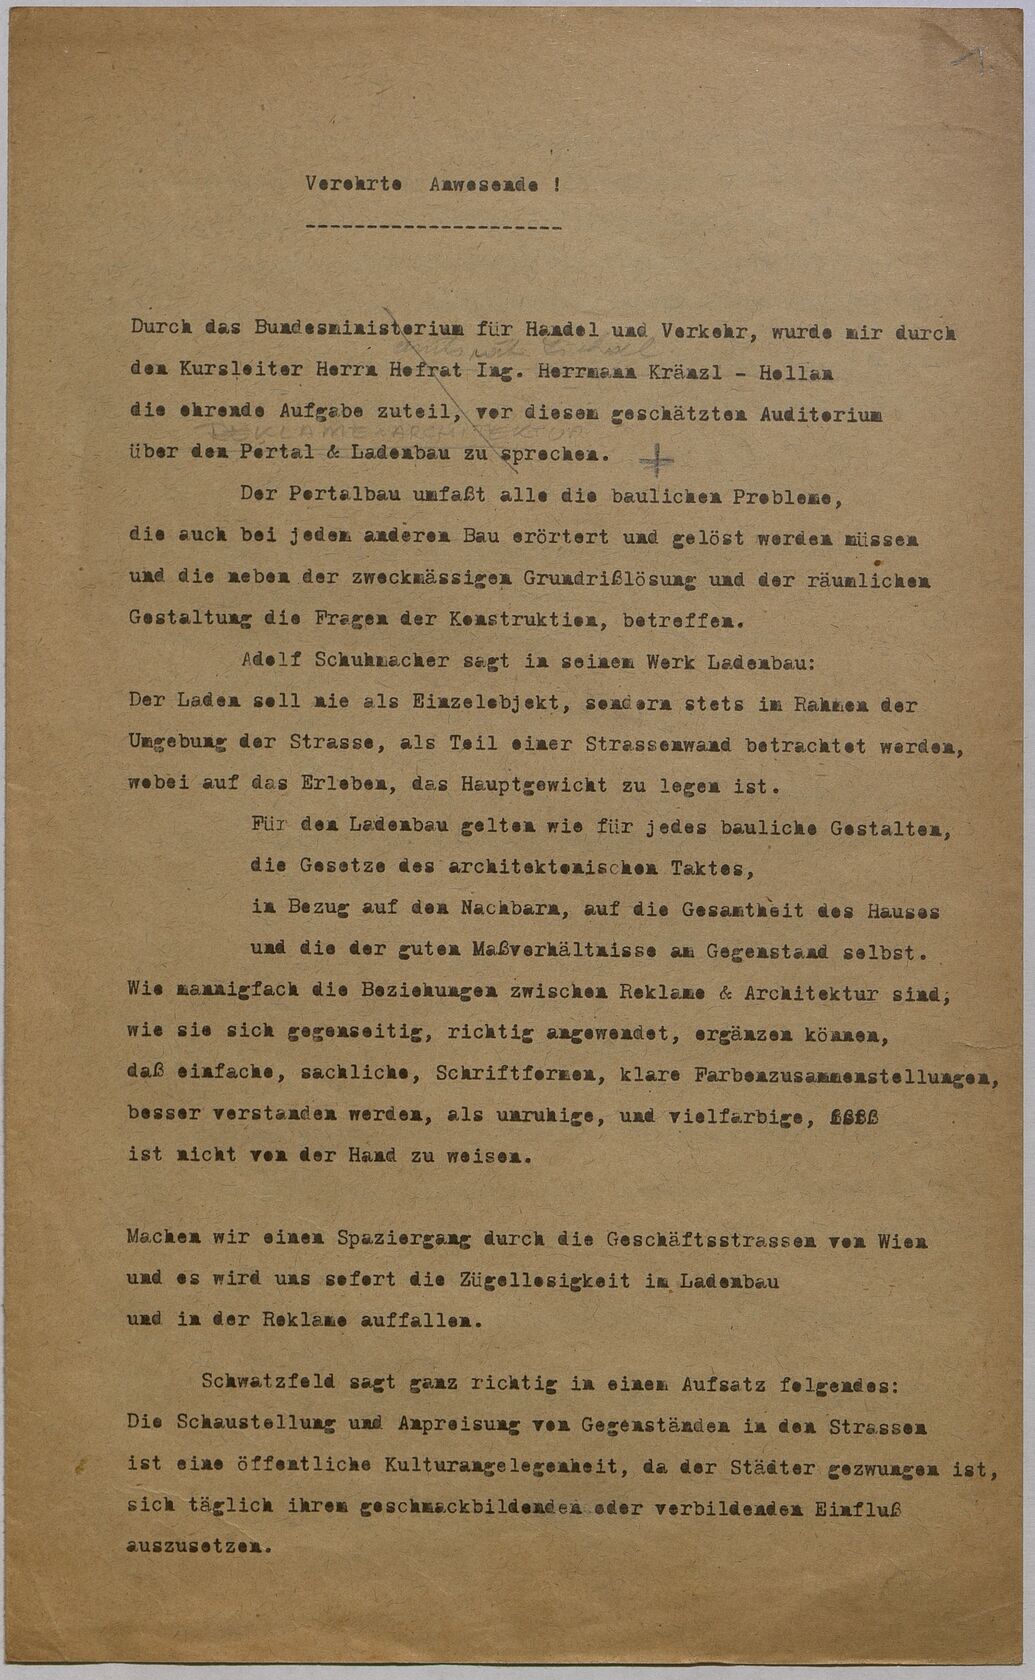 1.
Verehrte Anwesende !
---------------------
Durch das Bundesministerium für Handel und Verkehr, wurde mir durch
den Kursleiter Herrn Hofrat Ing. Herrmann Kränzl - Hollan
die ehrende Aufgabe zuteil, vor diesem geschätzten Auditorium
REKLAME & ARCHITEKTUR
über den Portal & Ladenbau zu sprechen. +
Der Portalbau umfaßt alle die baulichen Probleme,
die auch bei jedem anderen Bau erörtert und gelöst werden müssen
und die neben der zweckmässigen Grundrißlösung und der räumlichen
Gestaltung die Fragen der Konstruktion, betreffen.
Adolf Schuhmacher sagt in seinem Werk Ladenbau:
Der Laden soll nie als Einzelobjekt, sondern stets im Rahmen der
Umgebung der Strasse, als Teil einer Strassenwand betrachtet werden,
wobei auf das Erleben, das Hauptgewicht zu legen ist.
Für den Ladenbau gelten wie für jedes bauliche Gestalten,
die Gesetze des architektonischen Taktes,
in Bezug auf den Nachbarn, auf die Gesamtheit des Hauses
und die der guten Maßverhältnisse am Gegenstand selbst.
Wie mannigfach die Beziehungen zwischen Reklame & Architektur sind,
wie sie sich gegenseitig, richtig angewendet, ergänzen können,
daß einfache, sachliche, Schriftformen, klare Farbenzusammenstellungen,
besser verstanden werden, als unruhige, und vielfarbige, ßßßß
ist nicht von der Hand zu weisen.
Machen wir einen Spaziergang durch die Geschäftsstrassen von Wien
und es wird uns sofort die Zügellosigkeit im Ladenbau
und in der Reklame auffallen.
Schwatzfeld sagt ganz richtig in einem Aufsatz folgendes:
Die Schaustellung und Anpreisung von Gegenständen in den Strassen
ist eine öffentliche Kulturangelegenheit, da der Städter gezwungen ist,
sich täglich ihrem geschmackbildenden oder verbildenden Einfluß
auszusetzen.